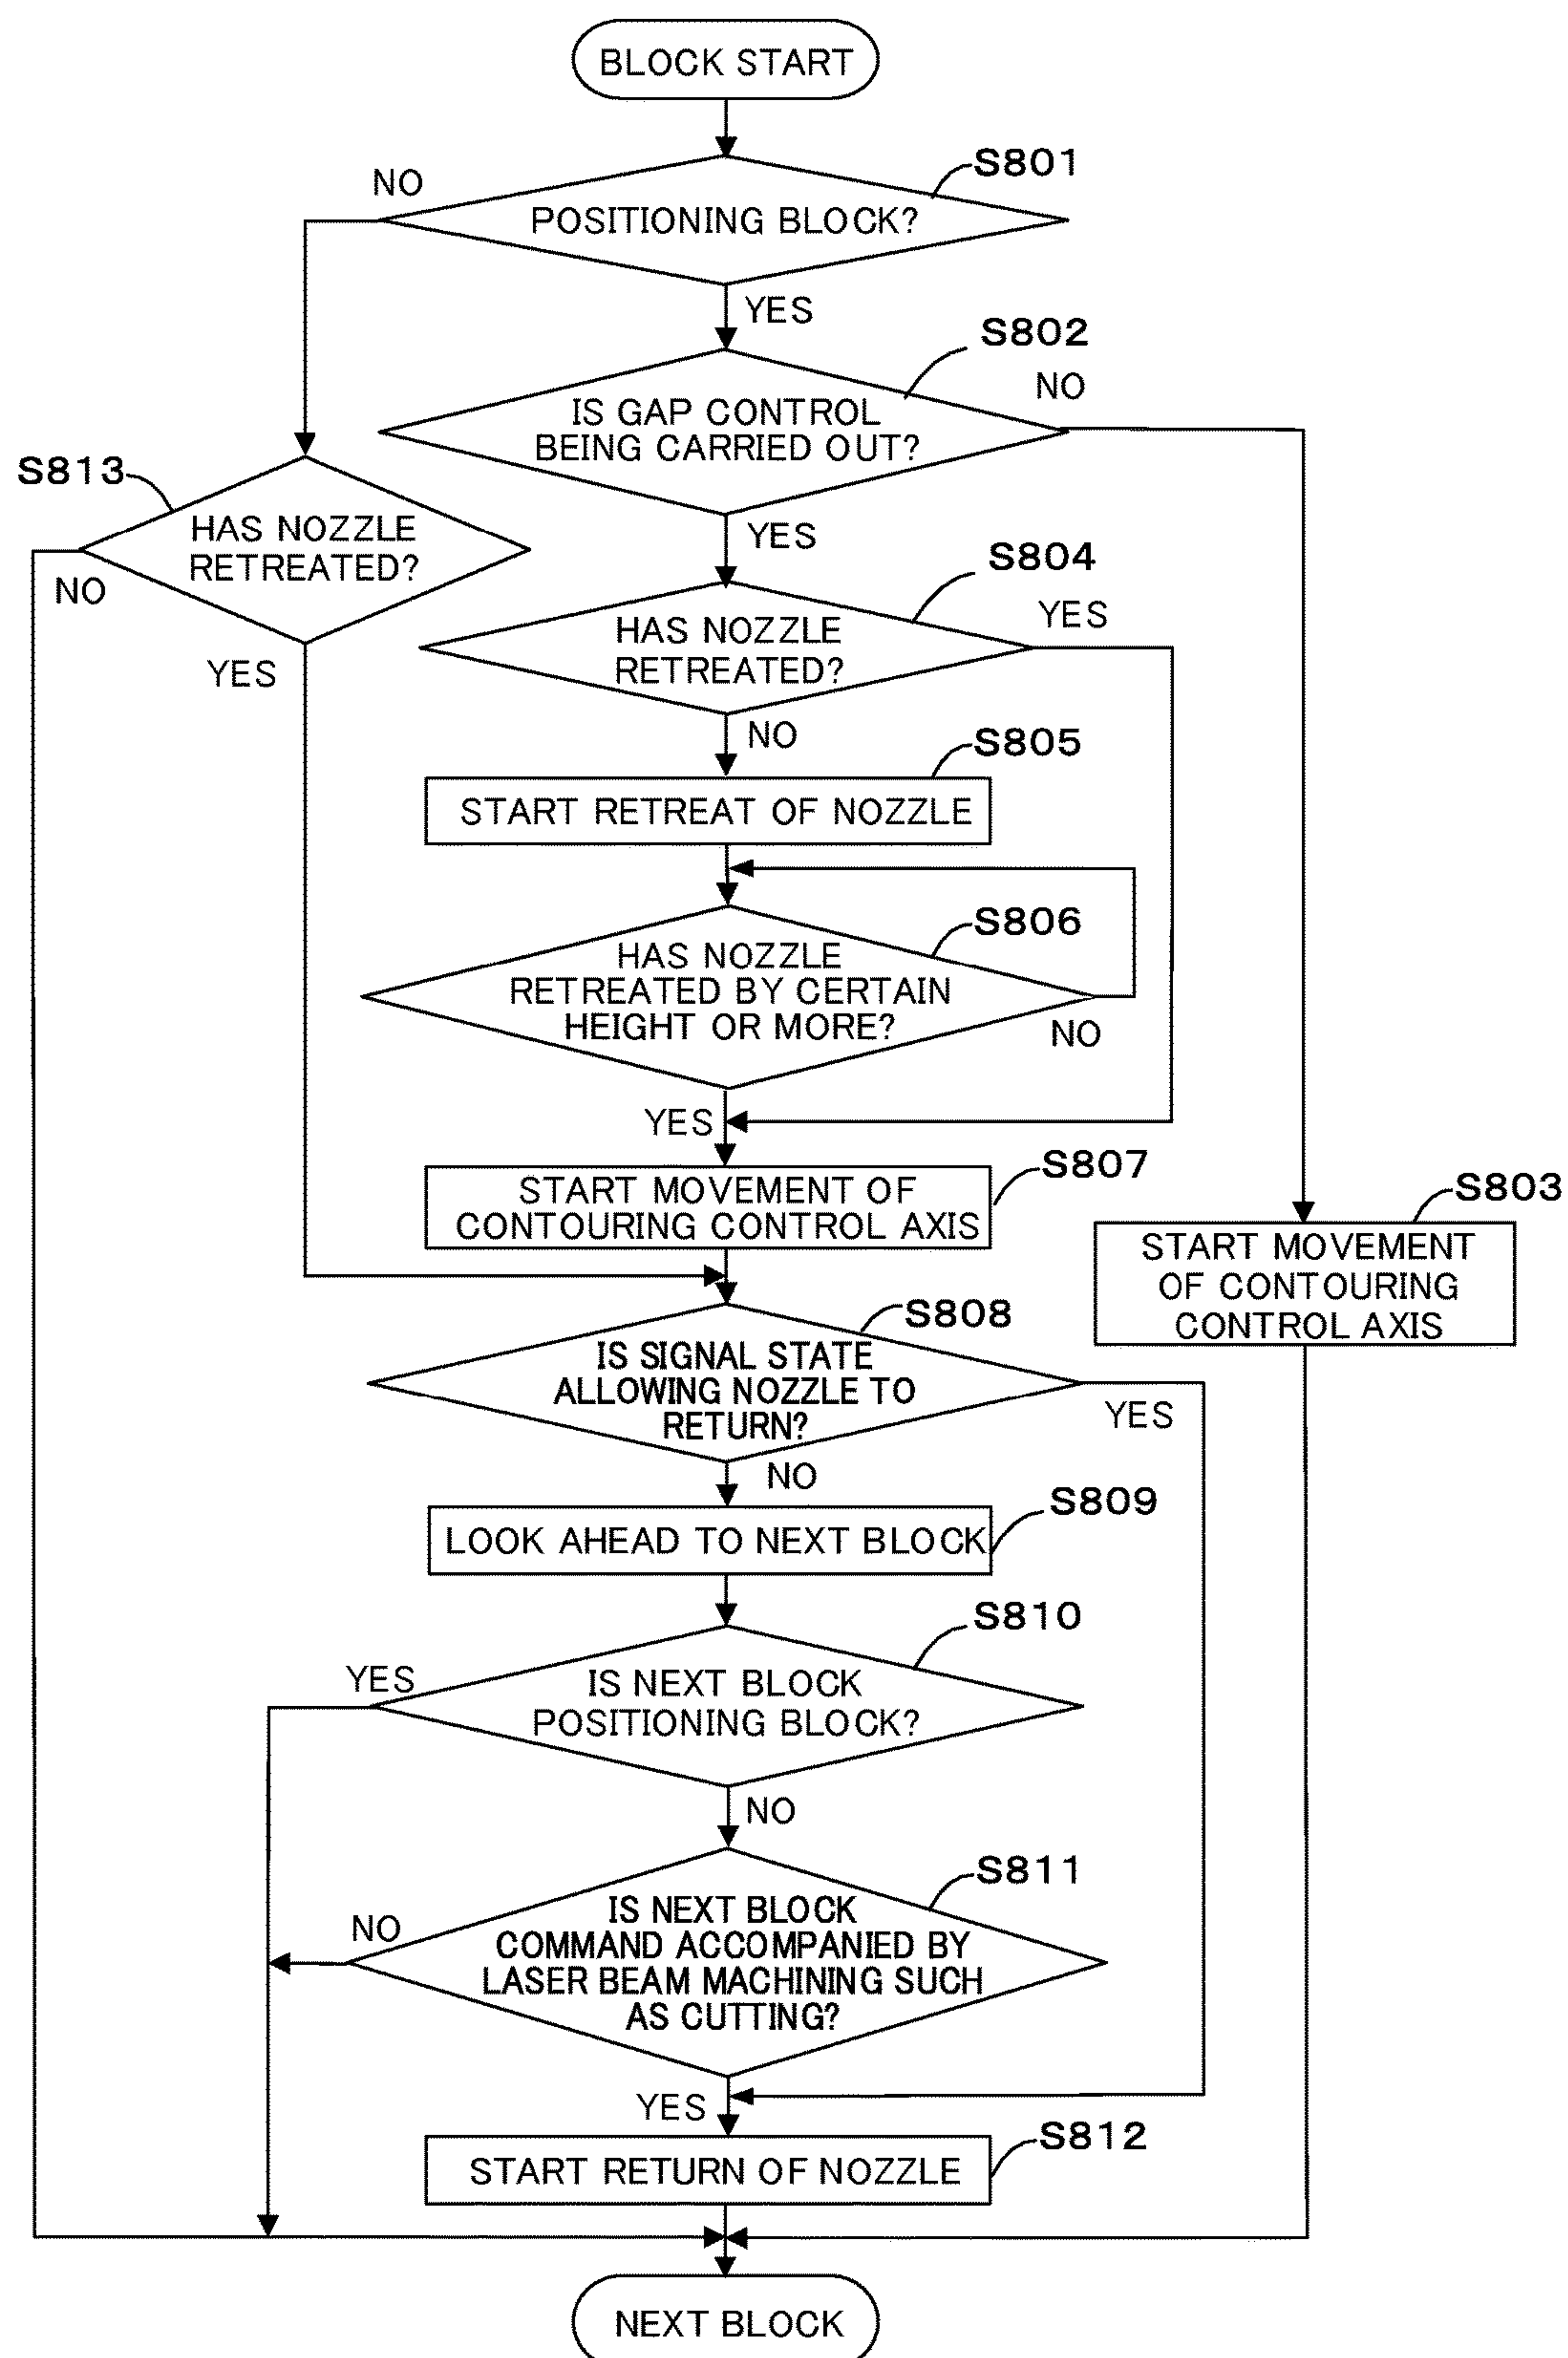 BLOCK START
S801
NO
POSITIONING BLOCK?
YES
S802
NO
IS GAP CONTROL
BEING CARRIED OUT?
YES
S813
HAS NOZZLE
RETREATED?
NO
YES
S804
YES
HAS NOZZLE
RETREATED?
NO
S805
START RETREAT OF NOZZLE
S806
HAS NOZZLE
RETREATED BY CERTAIN
HEIGHT OR MORE?
NO
YES
S807
START MOVEMENT OF
CONTOURING CONTROL AXIS
S803
START MOVEMENT
OF CONTOURING
CONTROL AXIS
S808
IS SIGNAL STATE
ALLOWING NOZZLE TO
RETURN?
YES
NO
S809
LOOK AHEAD TO NEXT BLOCK
S810
YES
IS NEXT BLOCK
POSITIONING BLOCK?
NO
S811
NO
IS NEXT BLOCK
COMMAND ACCOMPANIED BY
LASER BEAM MACHINING SUCH
AS CUTTING?
YES
S812
START RETURN OF NOZZLE
NEXT BLOCK